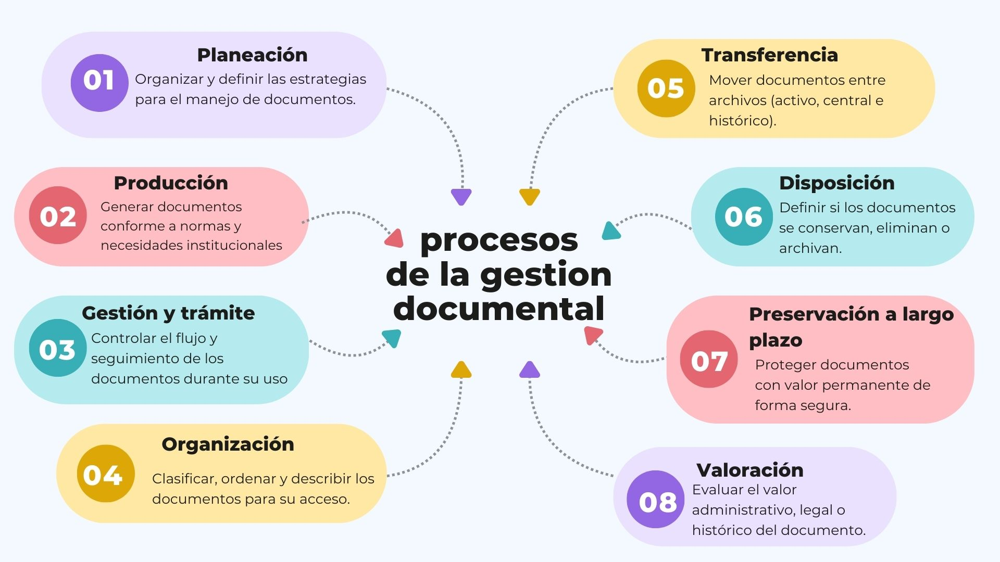 01
Planeación
Organizar y definir las estrategias
para el manejo de documentos.
02
Producción
Generar documentos
conforme a normas y
necesidades institucionales
03
Gestión y trámite
Controlar el flujo y
seguimiento de los
documentos durante su uso
04
Organización
Clasificar, ordenar y describir los
documentos para su acceso.
procesos
de la gestion
documental
05
Transferencia
Mover documentos entre
archivos (activo, central e
histórico).
06
Disposición
Definir si los documentos
se conservan, eliminan o
archivan.
07
Preservación a largo
plazo
Proteger documentos
con valor permanente de
forma segura.
08
Valoración
Evaluar el valor
administrativo, legal o
histórico del documento.